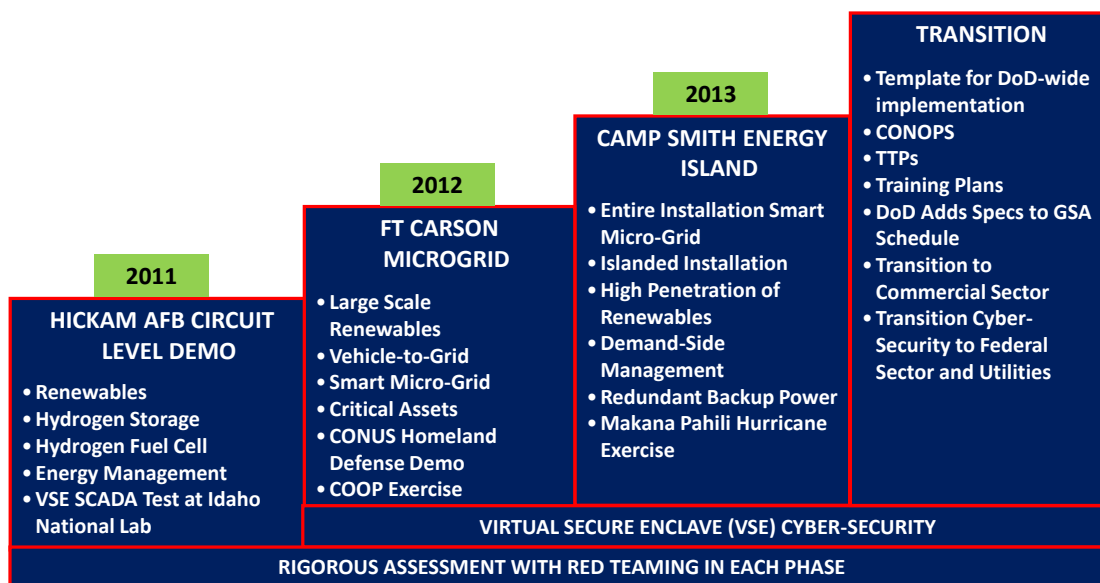 2011
HICKAM AFB CIRCUIT
LEVEL DEMO
• Renewables
• Hydrogen Storage
• Hydrogen Fuel Cell
• Energy Management
• VSE SCADA Test at Idaho
National Lab
2012
FT CARSON
MICROGRID
• Large Scale
Renewables
• Vehicle-to-Grid
• Smart Micro-Grid
• Critical Assets
• CONUS Homeland
Defense Demo
• COOP Exercise
2013
CAMP SMITH ENERGY
ISLAND
• Entire Installation Smart
Micro-Grid
• Islanded Installation
• High Penetration of
Renewables
• Demand-Side
Management
• Redundant Backup Power
• Makana Pahili Hurricane
Exercise
TRANSITION
• Template for DoD-wide
implementation
• CONOPS
• TTPs
• Training Plans
• DoD Adds Specs to GSA
Schedule
• Transition to
Commercial Sector
• Transition Cyber-
Security to Federal
Sector and Utilities
VIRTUAL SECURE ENCLAVE (VSE) CYBER-SECURITY
RIGOROUS ASSESSMENT WITH RED TEAMING IN EACH PHASE